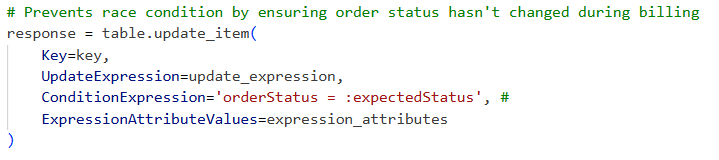 # Prevents race condition by ensuring order status hasn't changed during billing
response = table.update_item(
    Key=key,
    UpdateExpression=update_expression,
    ConditionExpression='orderStatus = :expectedStatus', #
    ExpressionAttributeValues=expression_attributes
)